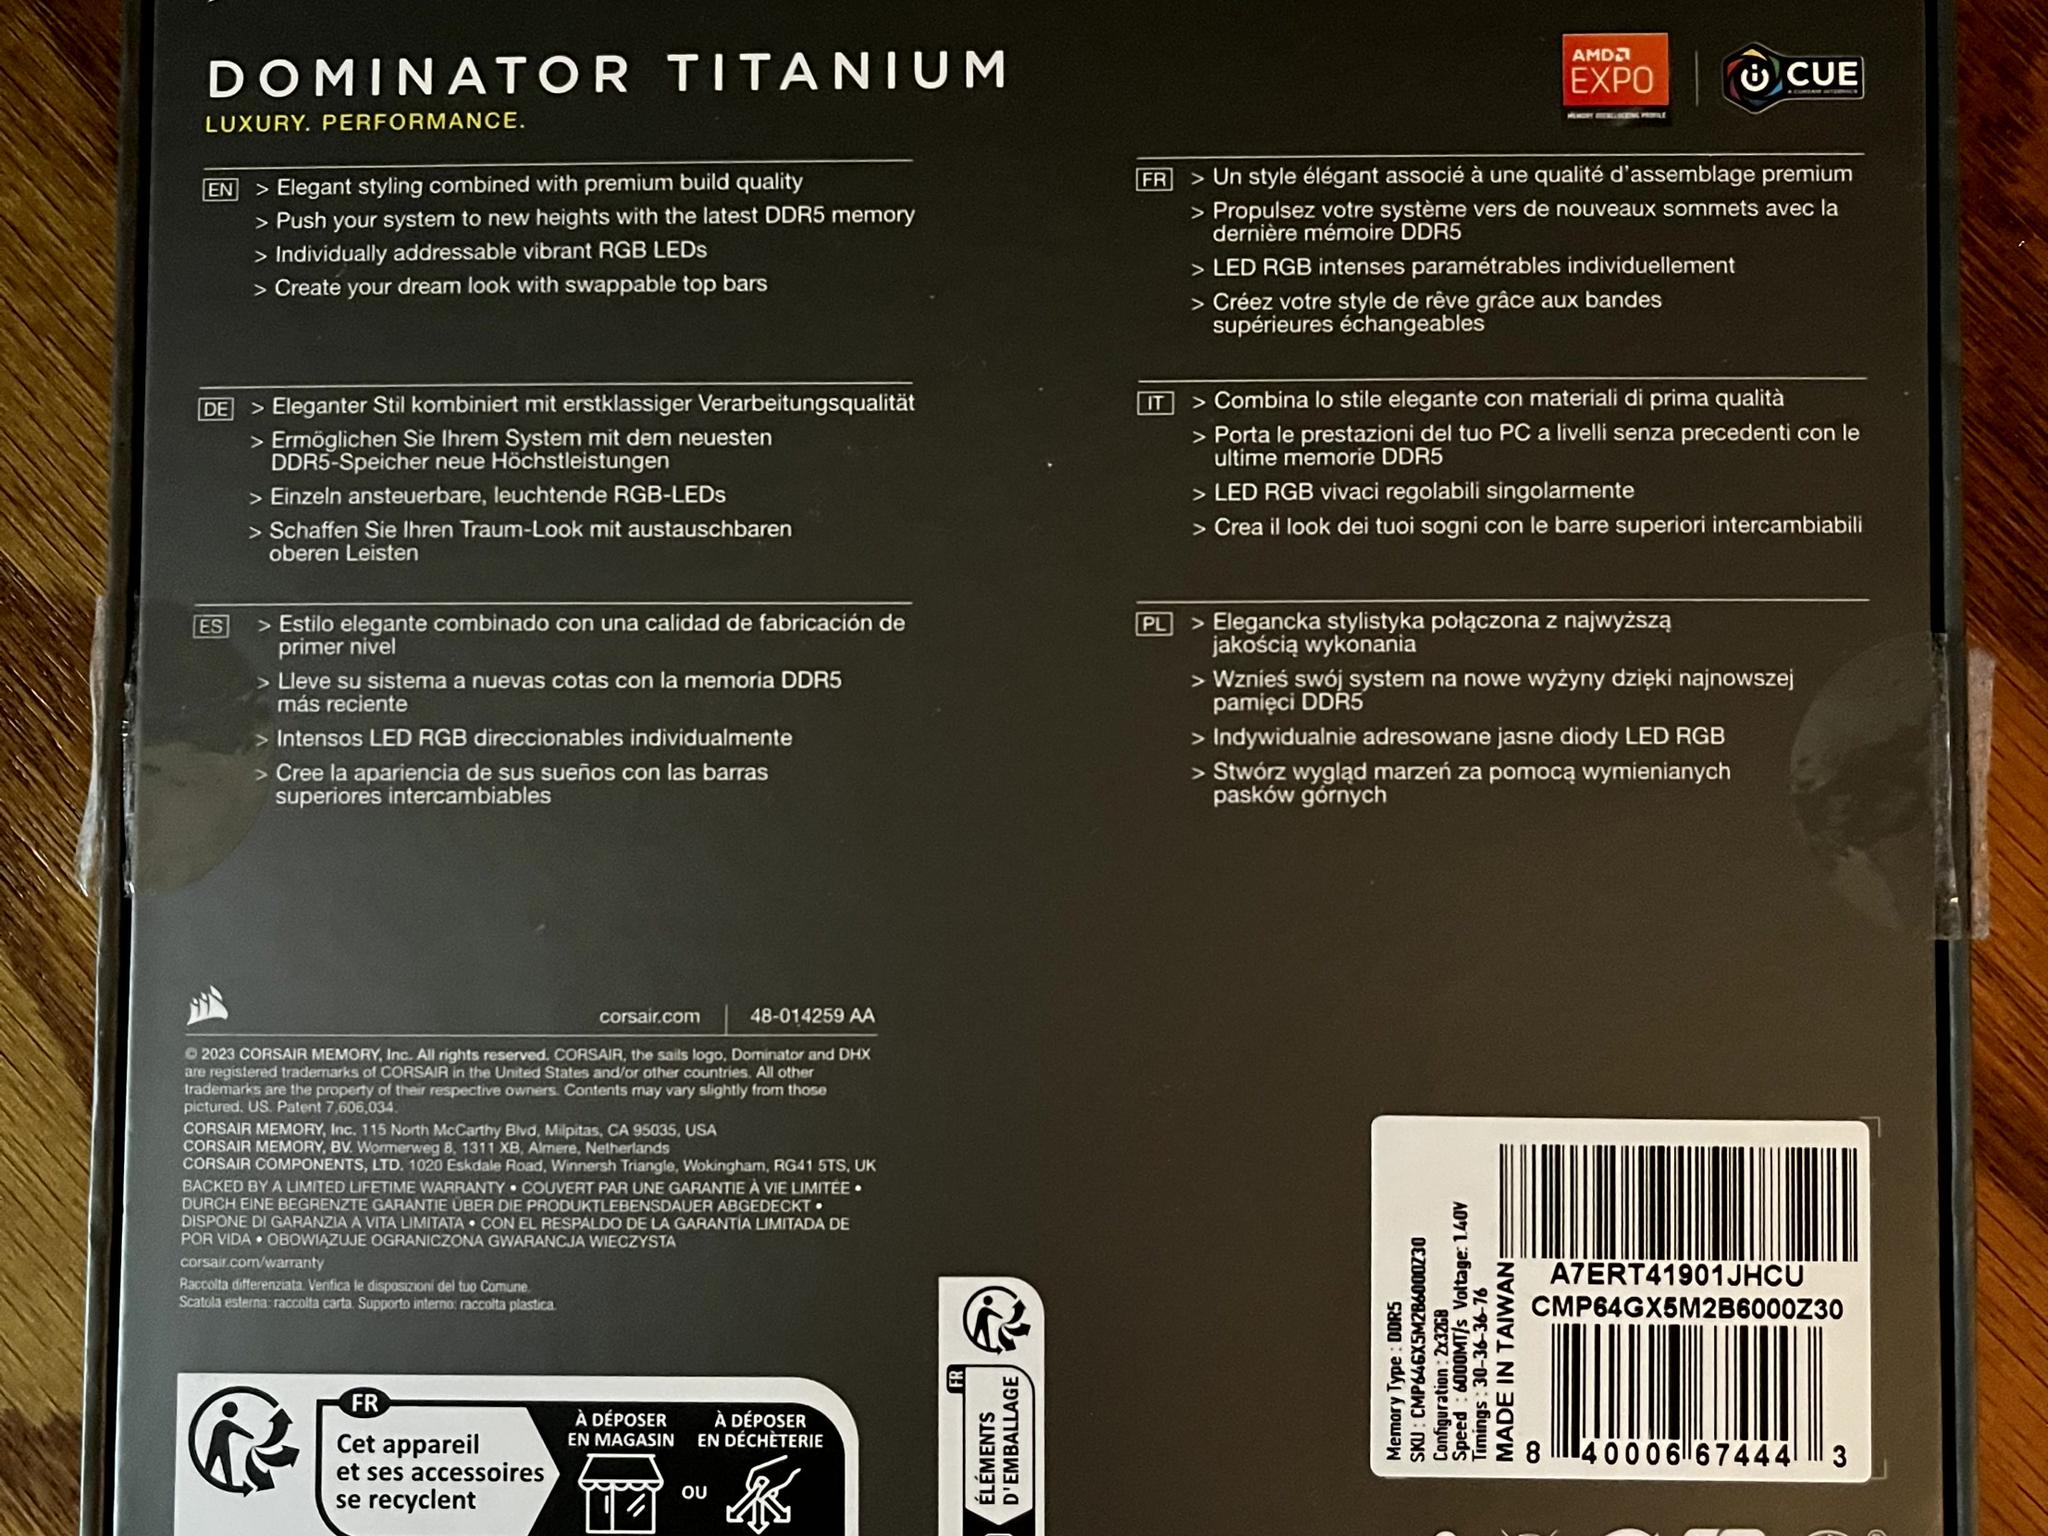 DOMINATOR TITANIUM
LUXURY. PERFORMANCE.
AMD
EXPO
MEMORY OVERCLOCKING PROFILE
iCUE
A CORSAIR INTERFACE
EN
> Elegant styling combined with premium build quality
> Push your system to new heights with the latest DDR5 memory
> Individually addressable vibrant RGB LEDs
> Create your dream look with swappable top bars
FR
> Un style élégant associé à une qualité d'assemblage premium
> Propulsez votre système vers de nouveaux sommets avec la
dernière mémoire DDR5
> LED RGB intenses paramétrables individuellement
> Créez votre style de rêve grâce aux bandes
supérieures échangeables
DE
> Eleganter Stil kombiniert mit erstklassiger Verarbeitungsqualität
> Ermöglichen Sie Ihrem System mit dem neuesten
DDR5-Speicher neue Höchstleistungen
> Einzeln ansteuerbare, leuchtende RGB-LEDs
> Schaffen Sie Ihren Traum-Look mit austauschbaren
oberen Leisten
IT
> Combina lo stile elegante con materiali di prima qualità
> Porta le prestazioni del tuo PC a livelli senza precedenti con le
ultime memorie DDR5
> LED RGB vivaci regolabili singolarmente
> Crea il look dei tuoi sogni con le barre superiori intercambiabili
ES
> Estilo elegante combinado con una calidad de fabricación de
primer nivel
> Lleve su sistema a nuevas cotas con la memoria DDR5
más reciente
> Intensos LED RGB direccionables individualmente
> Cree la apariencia de sus sueños con las barras
superiores intercambiables
PL
> Elegancka stylistyka połączona z najwyższą
jakością wykonania
> Wznieś swój system na nowe wyżyny dzięki najnowszej
pamięci DDR5
> Indywidualnie adresowane jasne diody LED RGB
> Stwórz wygląd marzeń za pomocą wymienianych
pasków górnych
corsair.com | 48-014259 AA
© 2023 CORSAIR MEMORY, Inc. All rights reserved. CORSAIR, the sails logo, Dominator and DHX
are registered trademarks of CORSAIR in the United States and/or other countries. All other
trademarks are the property of their respective owners. Contents may vary slightly from those
pictured. US. Patent 7,606,034.
CORSAIR MEMORY, Inc. 115 North McCarthy Blvd, Milpitas, CA 95035, USA
CORSAIR MEMORY, BV. Wormerweg 8, 1311 XB, Almere, Netherlands
CORSAIR COMPONENTS, LTD. 1020 Eskdale Road, Winnersh Triangle, Wokingham, RG41 5TS, UK
BACKED BY A LIMITED LIFETIME WARRANTY • COUVERT PAR UNE GARANTIE À VIE LIMITÉE •
DURCH EINE BEGRENZTE GARANTIE ÜBER DIE PRODUKTLEBENSDAUER ABGEDECKT •
DISPONE DI GARANZIA A VITA LIMITATA • CON EL RESPALDO DE LA GARANTÍA LIMITADA DE
POR VIDA • OBOWIĄZUJE OGRANICZONA GWARANCJA WIECZYSTA
corsair.com/warranty
Raccolta differenziata. Verifica le disposizioni del tuo Comune.
Scatola esterna: raccolta carta. Supporto interno: raccolta plastica.
FR
Cet appareil
et ses accessoires
se recyclent
À DÉPOSER
EN MAGASIN
OU
À DÉPOSER
EN DÉCHÈTERIE
FR
ÉLÉMENTS
D'EMBALLAGE
Memory Type : DDR5
SKU : CMP64GX5M2B6000Z30
Configuration : 2x32GB
Speed : 6000MT/s Voltage: 1.40V
Timings : 30-36-36-76
MADE IN TAIWAN
A7ERT41901JHCU
CMP64GX5M2B6000Z30
8 40006 67444 3